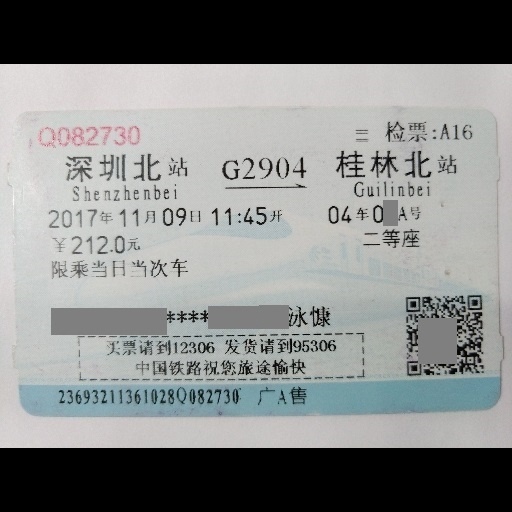 Q082730
检票:A16
深圳北站 G2904 桂林北站
Shenzhenbei Guilinbei
2017年11月09日11:45开 04车0 A号
￥212.0元 二等座
限乘当日当次车
**** 泳慷
买票请到12306 发货请到95306
中国铁路祝您旅途愉快
23693211361028Q082730 广A售